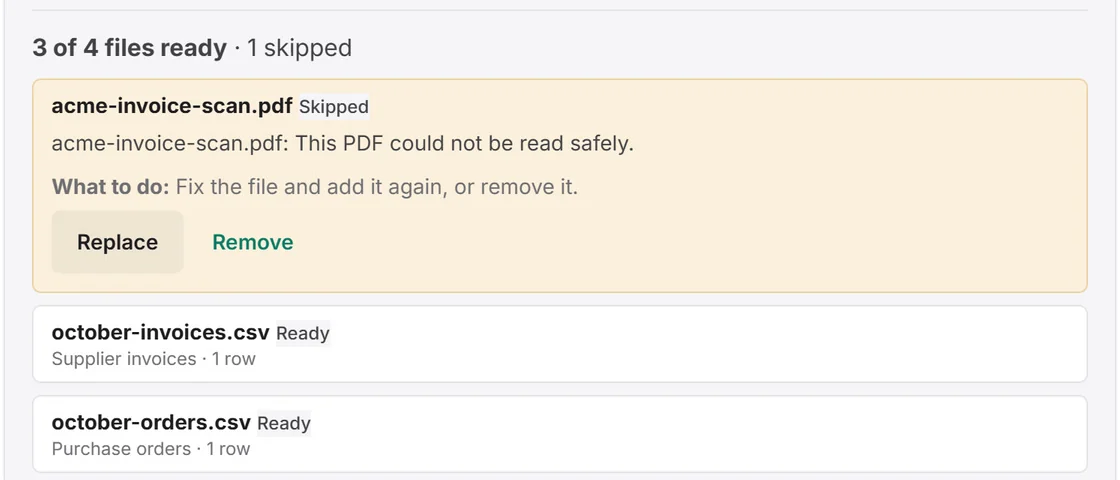 3 of 4 files ready · 1 skipped
acme-invoice-scan.pdf Skipped
acme-invoice-scan.pdf: This PDF could not be read safely.
What to do: Fix the file and add it again, or remove it.
Replace Remove
october-invoices.csv Ready
Supplier invoices · 1 row
october-orders.csv Ready
Purchase orders · 1 row